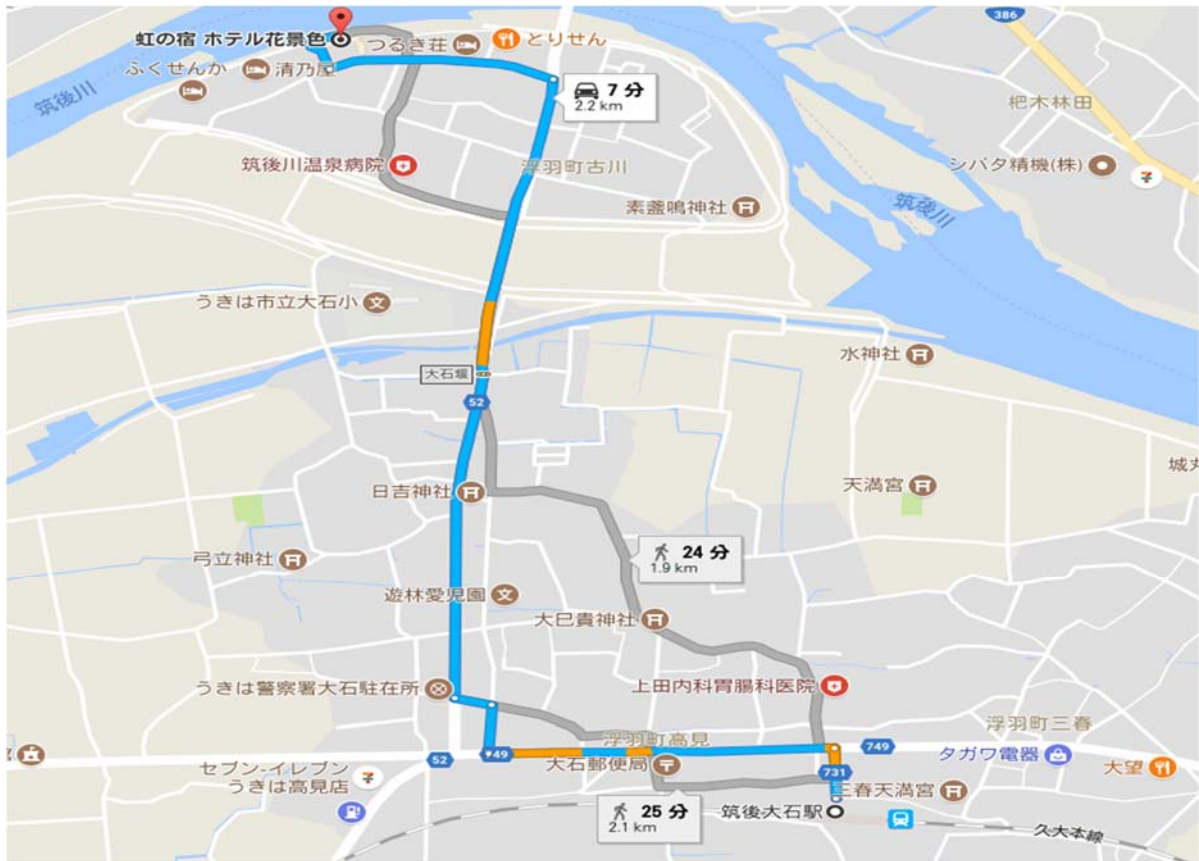 386
虹の宿 ホテル花景色
つるき荘
とりせん
ふくせんか
清乃屋
筑後川
7 分
2.2 km
杷木林田
筑後川温泉病院
浮羽町古川
シバタ精機(株)
素盞鳴神社
筑後川
うきは市立大石小
水神社
大石堰
52
城丸
日吉神社
天満宮
24 分
1.9 km
弓立神社
遊林愛児園
大巳貴神社
うきは警察署大石駐在所
上田内科胃腸科医院
浮羽町三春
浮羽町高見
52
749
749
タガワ電器
大望
セブン-イレブン
うきは高見店
大石郵便局
731
三春天満宮
25 分
2.1 km
筑後大石駅
久大本線